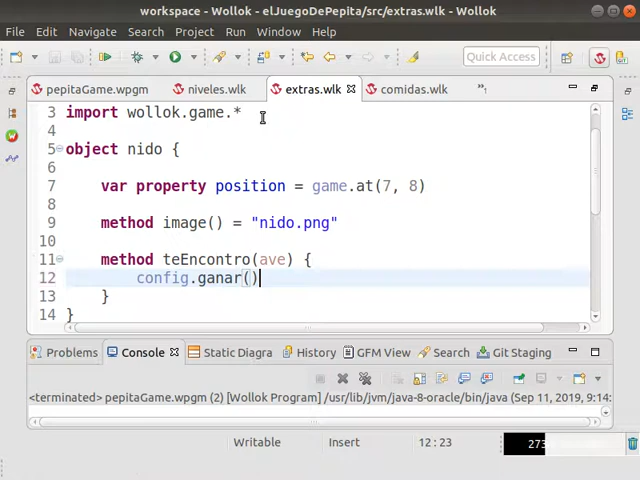 workspace - Wollok - elJuegoDePepita/src/extras.wlk - Wollok
File Edit Navigate Search Project Run Window Help
Quick Access
pepitaGame.wpgm niveles.wlk extras.wlk comidas.wlk
3 import wollok.game.*
4
5 object nido {
6
7 var property position = game.at(7, 8)
8
9 method image() = "nido.png"
10
11 method teEncontro(ave) {
12 config.ganar()
13 }
14 }
Problems Console Static Diagra History GFM View Search Git Staging
<terminated> pepitaGame.wpgm (2) [Wollok Program] /usr/lib/jvm/java-8-oracle/bin/java (Sep 11, 2019, 9:14:
Writable Insert 12 : 23